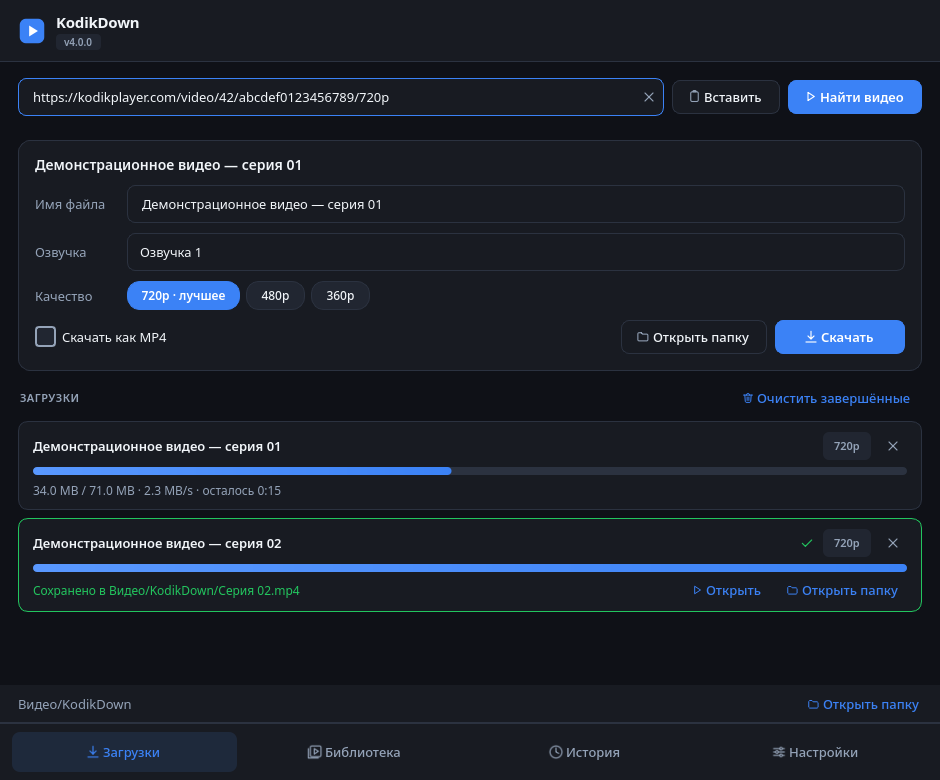 KodikDown
v4.0.0
https://kodikplayer.com/video/42/abcdef0123456789/720p
Вставить
Найти видео
Демонстрационное видео — серия 01
Имя файла
Демонстрационное видео — серия 01
Озвучка
Озвучка 1
Качество
720p · лучшее
480p
360p
Скачать как MP4
Открыть папку
Скачать
ЗАГРУЗКИ
Очистить завершённые
Демонстрационное видео — серия 01
720p
34.0 MB / 71.0 MB · 2.3 MB/s · осталось 0:15
Демонстрационное видео — серия 02
720p
Сохранено в Видео/KodikDown/Серия 02.mp4
Открыть
Открыть папку
Видео/KodikDown
Открыть папку
Загрузки
Библиотека
История
Настройки